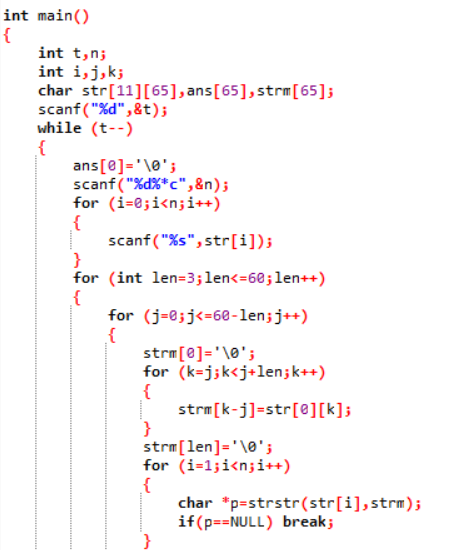 int main()
{
int t,n;
int i,j,k;
char str[11][65],ans[65],strm[65];
scanf("%d",&t);
while (t--)
{
ans[0]='\0';
scanf("%d%*c",&n);
for (i=0;i<n;i++)
{
scanf("%s",str[i]);
}
for (int len=3;len<=60;len++)
{
for (j=0;j<=60-len;j++)
{
strm[0]='\0';
for (k=j;k<j+len;k++)
{
strm[k-j]=str[0][k];
}
strm[len]='\0';
for (i=1;i<n;i++)
{
char *p=strstr(str[i],strm);
if(p==NULL) break;
}